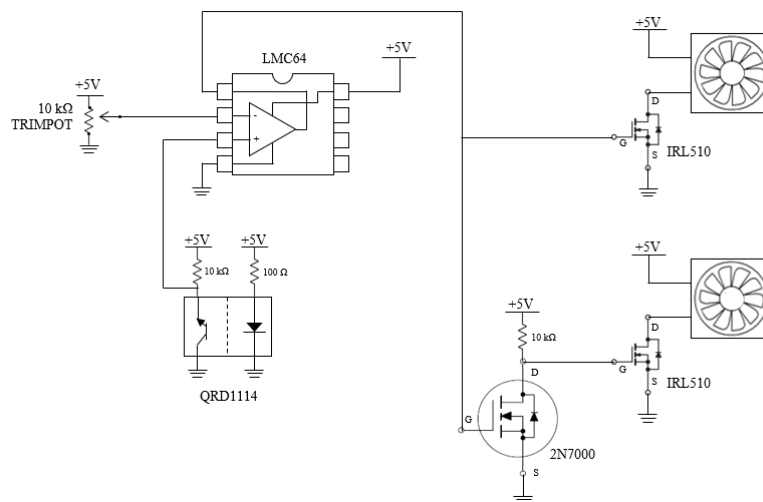 LMC64
+5V
+5V
+5V
10 kΩ
TRIMPOT
-
+
D
G
S
IRL510
+5V
+5V
10 kΩ
100 Ω
QRD1114
+5V
+5V
10 kΩ
D
D
G
S
IRL510
G
2N7000
S